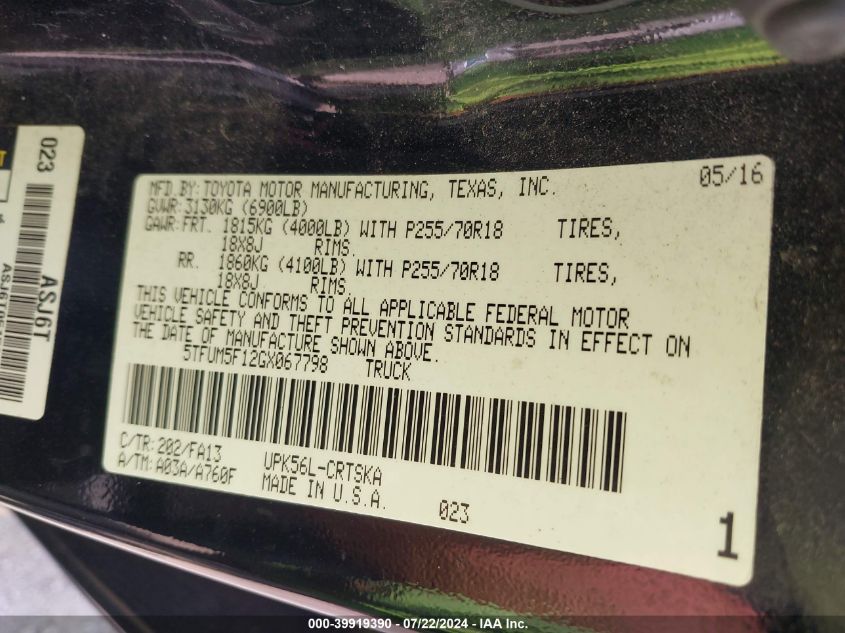 023
ASJ6T
MFD.BY:TOYOTA MOTOR MANUFACTURING, TEXAS, INC. 05/16
GVWR:3130KG (6900LB)
GAWR:FRT. 1815KG (4000LB) WITH P255/70R18 TIRES,
18X8J RIMS.
RR. 1860KG (4100LB) WITH P255/70R18 TIRES,
18X8J RIMS.
THIS VEHICLE CONFORMS TO ALL APPLICABLE FEDERAL MOTOR
VEHICLE SAFETY AND THEFT PREVENTION STANDARDS IN EFFECT ON
THE DATE OF MANUFACTURE SHOWN ABOVE.
5TFUM5F12GX067798 TRUCK
C/TR:202/FA13 UPK56L-CRTSKA
A/TM:A03A/A760F MADE IN U.S.A. 023
1
000-39919390 - 07/22/2024 - IAA Inc.